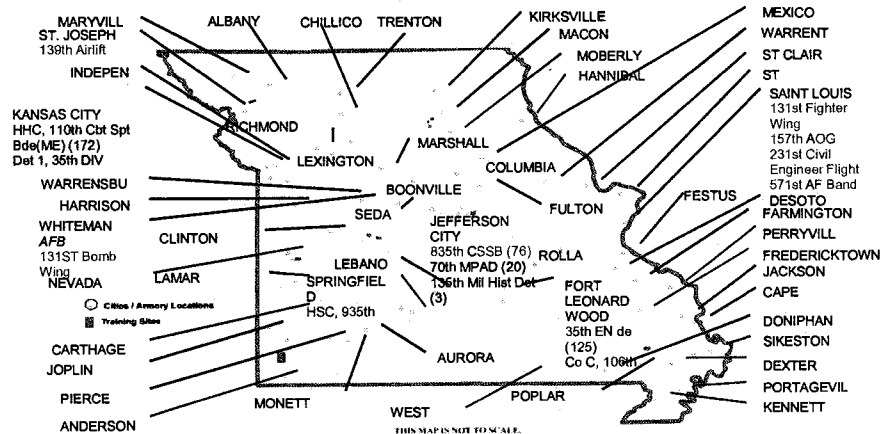 MARYVILL
ST. JOSEPH
139th Airlift
INDEPEN
KANSAS CITY
HHC, 110th Cbt Spt
Bde(ME) (172)
Det 1, 35th DIV
WARRENSBU
HARRISON
WHITEMAN
AFB
131ST Bomb
Wing
NEVADA
CARTHAGE
JOPLIN
PIERCE
ANDERSON
ALBANY
CHILLICO
TRENTON
RICHMOND
LEXINGTON
MARSHALL
BOONVILLE
COLUMBIA
SEDA
CLINTON
LAMAR
LEBANO
SPRINGFIEL
D
HSC, 935th
JEFFERSON
CITY
835th CSSB (76)
70th MPAD (20)
135th Mil Hist Det
(3)
FULTON
ROLLA
FORT
LEONARD
WOOD
35th EN de
(125)
Co C, 106th
AURORA
MONETT
WEST
POPLAR
Cities / Armory Locations
Training Sites
KIRKSVILLE
MACON
MOBERLY
HANNIBAL
MEXICO
WARRENT
ST CLAIR
ST
SAINT LOUIS
131st Fighter
Wing
157th AOG
231st Civil
Engineer Flight
571st AF Band
FESTUS
DESOTO
FARMINGTON
PERRYVILL
FREDERICKTOWN
JACKSON
CAPE
DONIPHAN
SIKESTON
DEXTER
PORTAGEVIL
KENNETT
THIS MAP IS NOT TO SCALE.